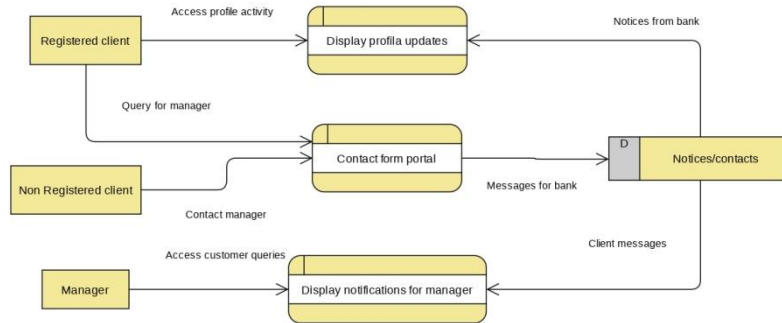 Access profile activity
Notices from bank
Registered client
Display profila updates
Query for manager
D
Contact form portal
Notices/contacts
Non Registered client
Messages for bank
Contact manager
Client messages
Access customer queries
Manager
Display notifications for manager